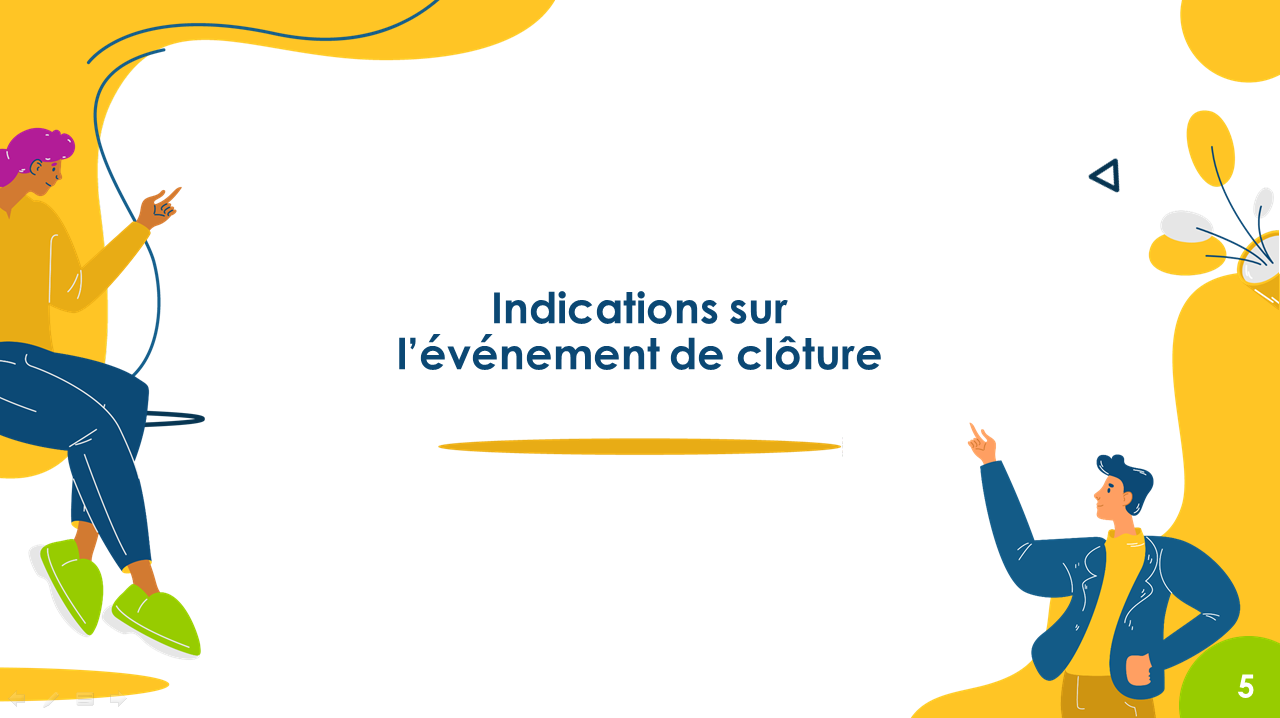 Indications sur
l’événement de clôture
5